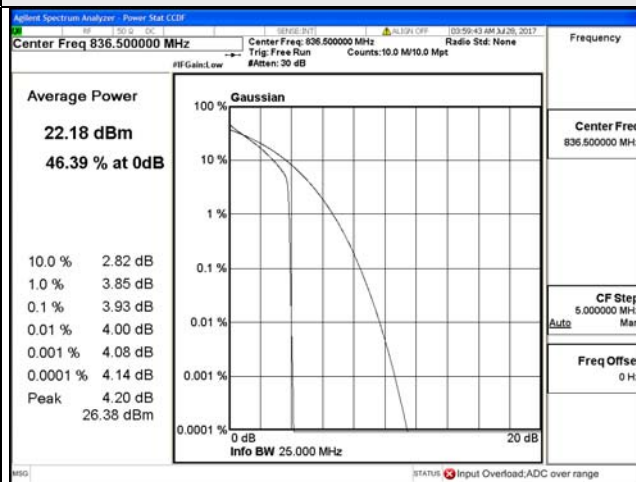 Agilent Spectrum Analyzer - Power Stat CCDF
RF 50 Ω DC SENSE:INT ALIGN OFF 03:59:43 AM Jul 28, 2017
Center Freq 836.500000 MHz
Center Freq: 836.500000 MHz Radio Std: None
Trig: Free Run Counts:10.0 M/10.0 Mpt
#IFGain:Low #Atten: 30 dB
Frequency
Average Power
22.18 dBm
46.39 % at 0dB
10.0 % 2.82 dB
1.0 % 3.85 dB
0.1 % 3.93 dB
0.01 % 4.00 dB
0.001 % 4.08 dB
0.0001 % 4.14 dB
Peak 4.20 dB
26.38 dBm
Gaussian
100 %
10 %
1 %
0.1 %
0.01 %
0.001 %
0.0001 %
0 dB 20 dB
Info BW 25.000 MHz
Center Freq
836.500000 MHz
CF Step
5.000000 MHz
Auto Man
Freq Offset
0 Hz
MSG STATUS Input Overload;ADC over range